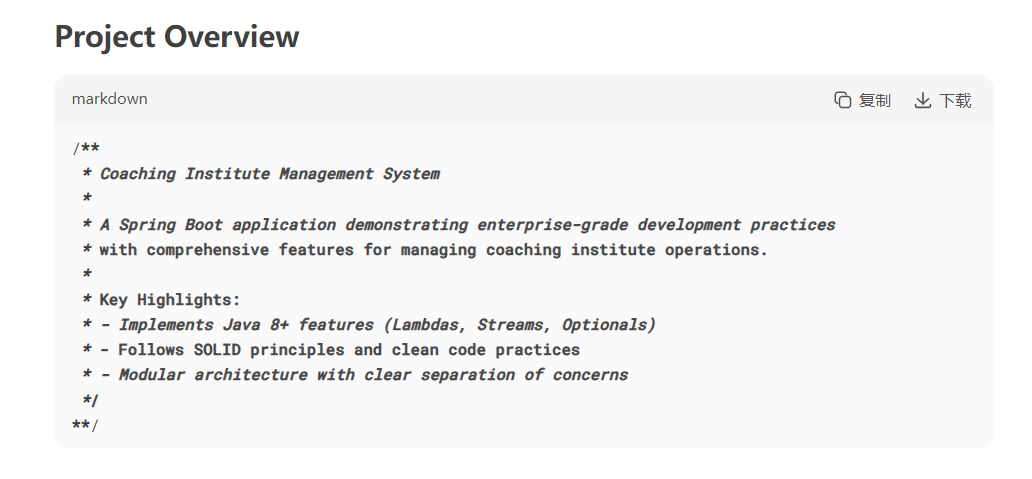 Project Overview
markdown 复制 下载
/**
* Coaching Institute Management System
*
* A Spring Boot application demonstrating enterprise-grade development practices
* with comprehensive features for managing coaching institute operations.
*
* Key Highlights:
* - Implements Java 8+ features (Lambdas, Streams, Optionals)
* - Follows SOLID principles and clean code practices
* - Modular architecture with clear separation of concerns
*/
**/